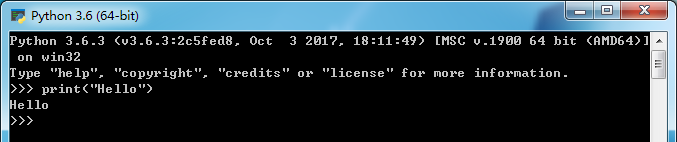 Python 3.6 (64-bit)
Python 3.6.3 (v3.6.3:2c5fed8, Oct  3 2017, 18:11:49) [MSC v.1900 64 bit (AMD64)]
 on win32
Type "help", "copyright", "credits" or "license" for more information.
>>> print("Hello")
Hello
>>>